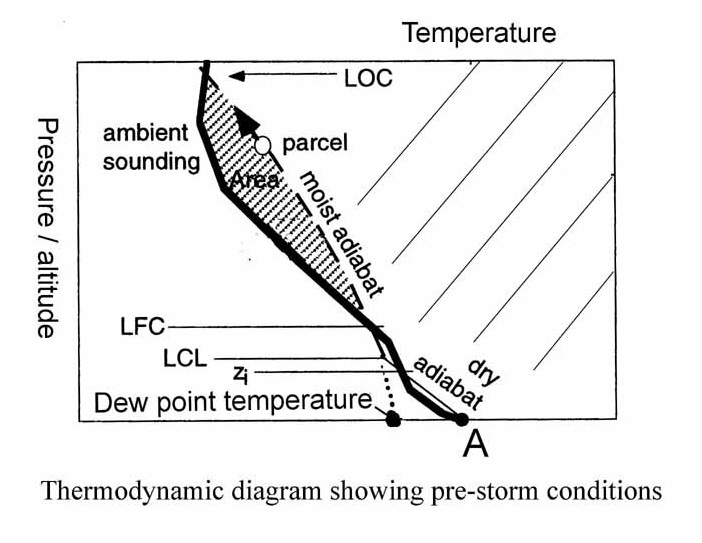 Temperature
LOC
ambient
sounding
parcel
Area
moist adiabat
Pressure / altitude
LFC
LCL
zi
dry
adiabat
Dew point temperature
A
Thermodynamic diagram showing pre-storm conditions